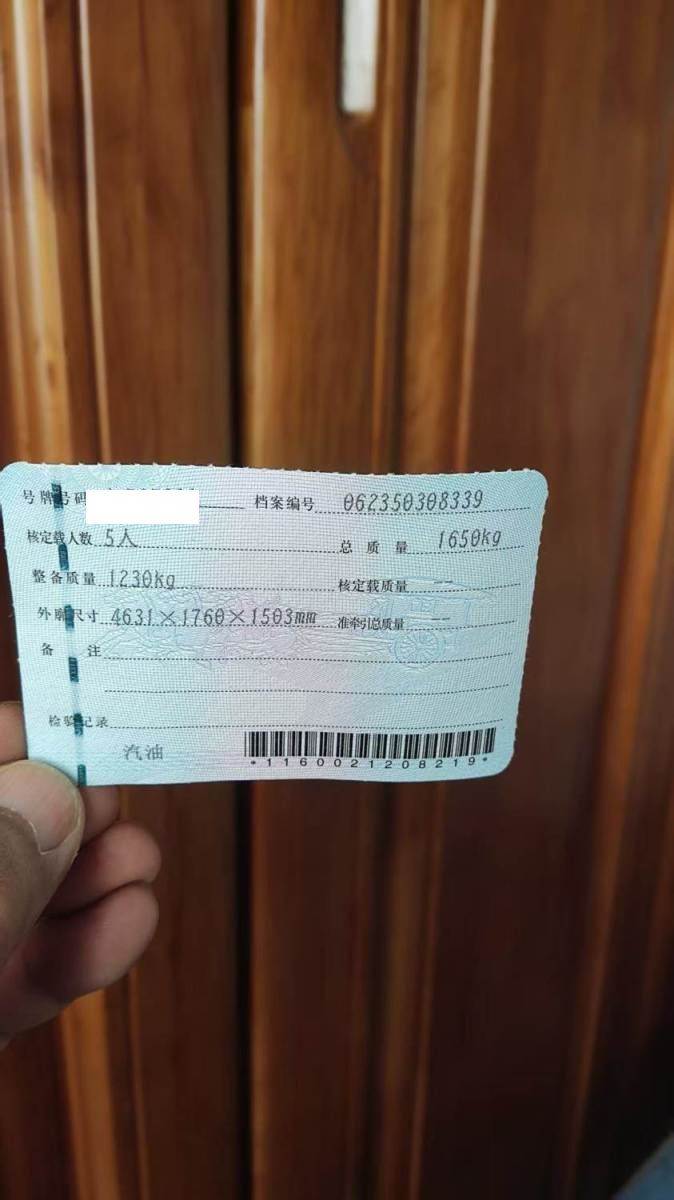 号牌号码 档案编号 062350308339
核定载人数 5人 总质量 1650kg
整备质量 1230kg 核定载质量 --
外廓尺寸 4631×1760×1503mm 准牵引总质量 --
备注
检验记录
汽油
*1160021208219*